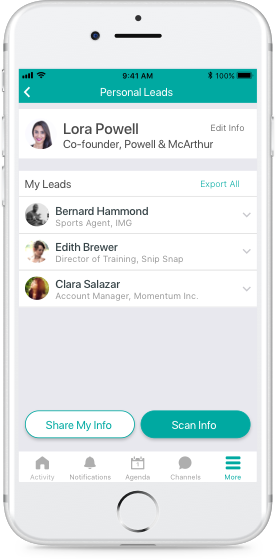 9:41 AM 100%
Personal Leads
Lora Powell Edit Info
Co-founder, Powell & McArthur
My Leads Export All
Bernard Hammond
Sports Agent, IMG
Edith Brewer
Director of Training, Snip Snap
Clara Salazar
Account Manager, Momentum Inc.
Share My Info Scan Info
1
Activity Notifications Agenda Channels More